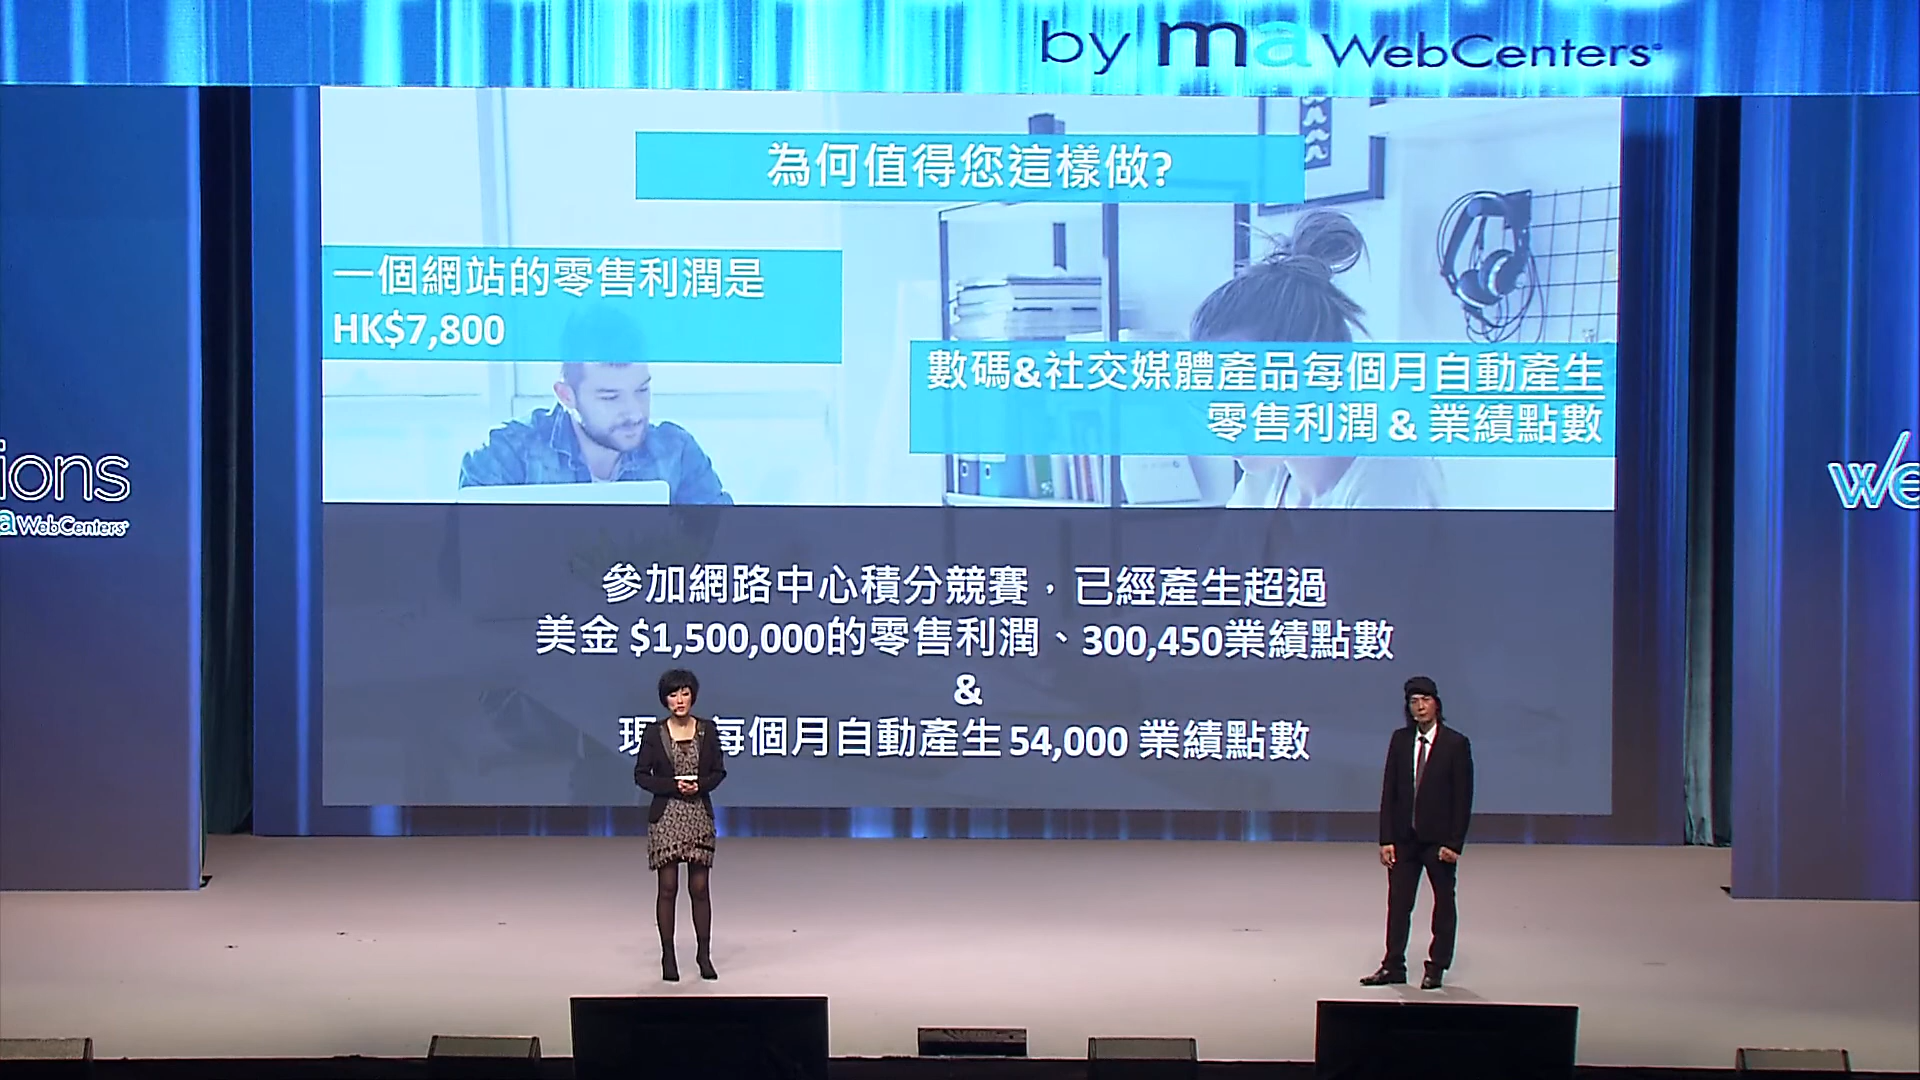 by ma WebCenters
為何值得您這樣做?
一個網站的零售利潤是
HK$7,800
數碼&社交媒體產品每個月自動產生
零售利潤 & 業績點數
ions
a WebCenters
We
參加網路中心積分競賽，已經產生超過
美金 $1,500,000的零售利潤、300,450業績點數
&
現 每個月自動產生 54,000 業績點數